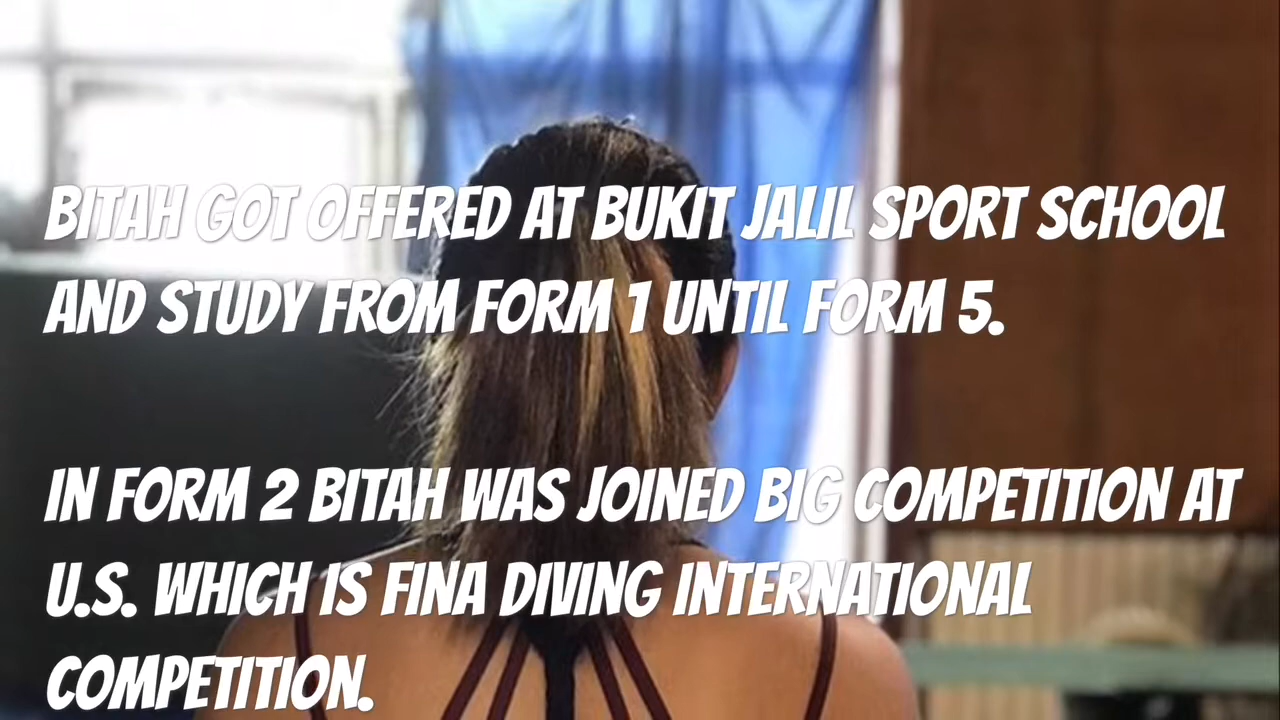 BITAH GOT OFFERED AT BUKIT JALIL SPORT SCHOOL
AND STUDY FROM FORM 1 UNTIL FORM 5.
IN FORM 2 BITAH WAS JOINED BIG COMPETITION AT
U.S. WHICH IS FINA DIVING INTERNATIONAL
COMPETITION.